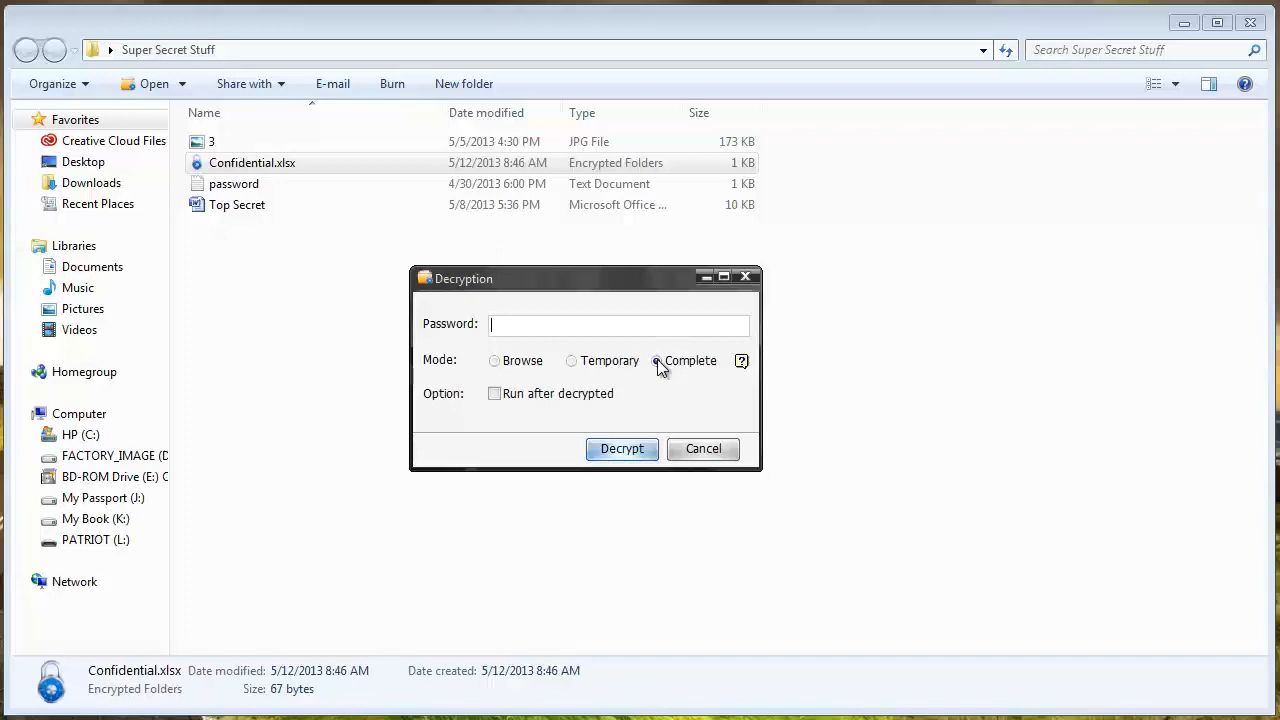 Super Secret Stuff
Search Super Secret Stuff
Organize Open Share with E-mail Burn New folder
Name Date modified Type Size
Favorites
Creative Cloud Files
Desktop
Downloads
Recent Places
Libraries
Documents
Music
Pictures
Videos
Homegroup
Computer
HP (C:)
FACTORY_IMAGE (D
BD-ROM Drive (E:) C
My Passport (J:)
My Book (K:)
PATRIOT (L:)
Network
3 5/5/2013 4:30 PM JPG File 173 KB
Confidential.xlsx 5/12/2013 8:46 AM Encrypted Folders 1 KB
password 4/30/2013 6:00 PM Text Document 1 KB
Top Secret 5/8/2013 5:36 PM Microsoft Office ... 10 KB
Decryption
Password:
Mode: Browse Temporary Complete ?
Option: Run after decrypted
Decrypt Cancel
Confidential.xlsx Date modified: 5/12/2013 8:46 AM Date created: 5/12/2013 8:46 AM
Encrypted Folders Size: 67 bytes